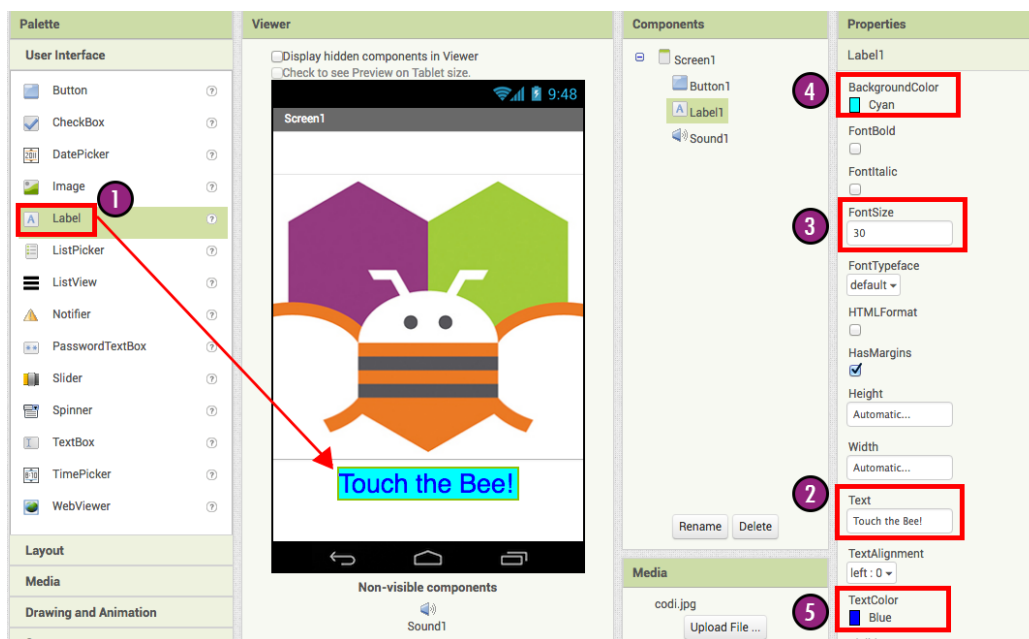 Palette
User Interface
Button
CheckBox
DatePicker
Image
1
Label
ListPicker
ListView
Notifier
PasswordTextBox
Slider
Spinner
TextBox
TimePicker
WebViewer
Layout
Media
Drawing and Animation
Viewer
Display hidden components in Viewer
Check to see Preview on Tablet size.
9:48
Screen1
Touch the Bee!
Non-visible components
Sound1
Components
Screen1
Button1
A Label1
Sound1
Rename Delete
Media
codi.jpg
Upload File ...
Properties
Label1
4
BackgroundColor
Cyan
FontBold
FontItalic
3
FontSize
30
FontTypeface
default
HTMLFormat
HasMargins
Height
Automatic...
Width
Automatic...
2
Text
Touch the Bee!
TextAlignment
left : 0
5
TextColor
Blue